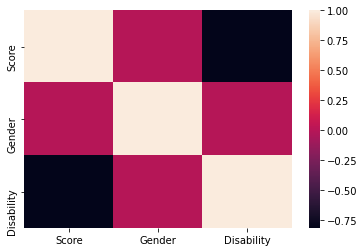 Score
Gender
Disability
Score
Gender
Disability
1.00
0.75
0.50
0.25
0.00
−0.25
−0.50
−0.75